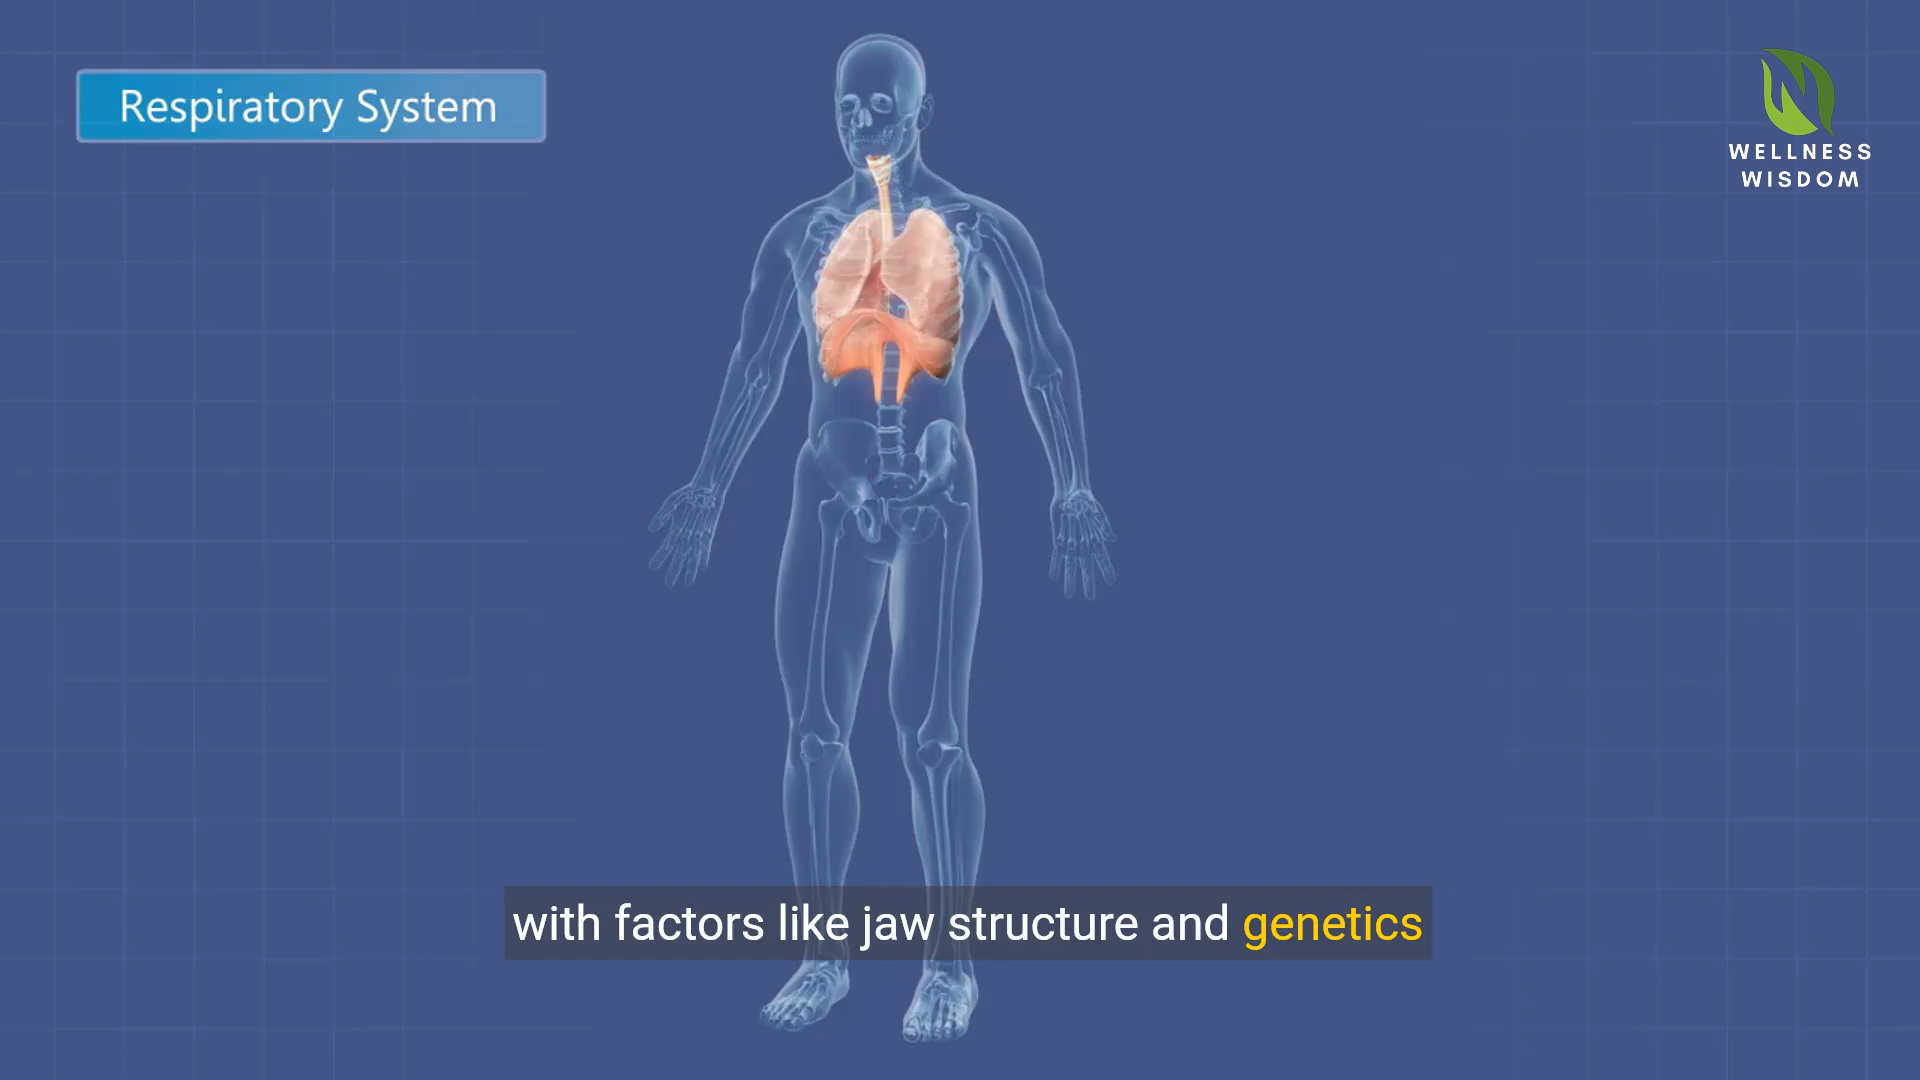 Respiratory System
WELLNESS
WISDOM
with factors like jaw structure and genetics